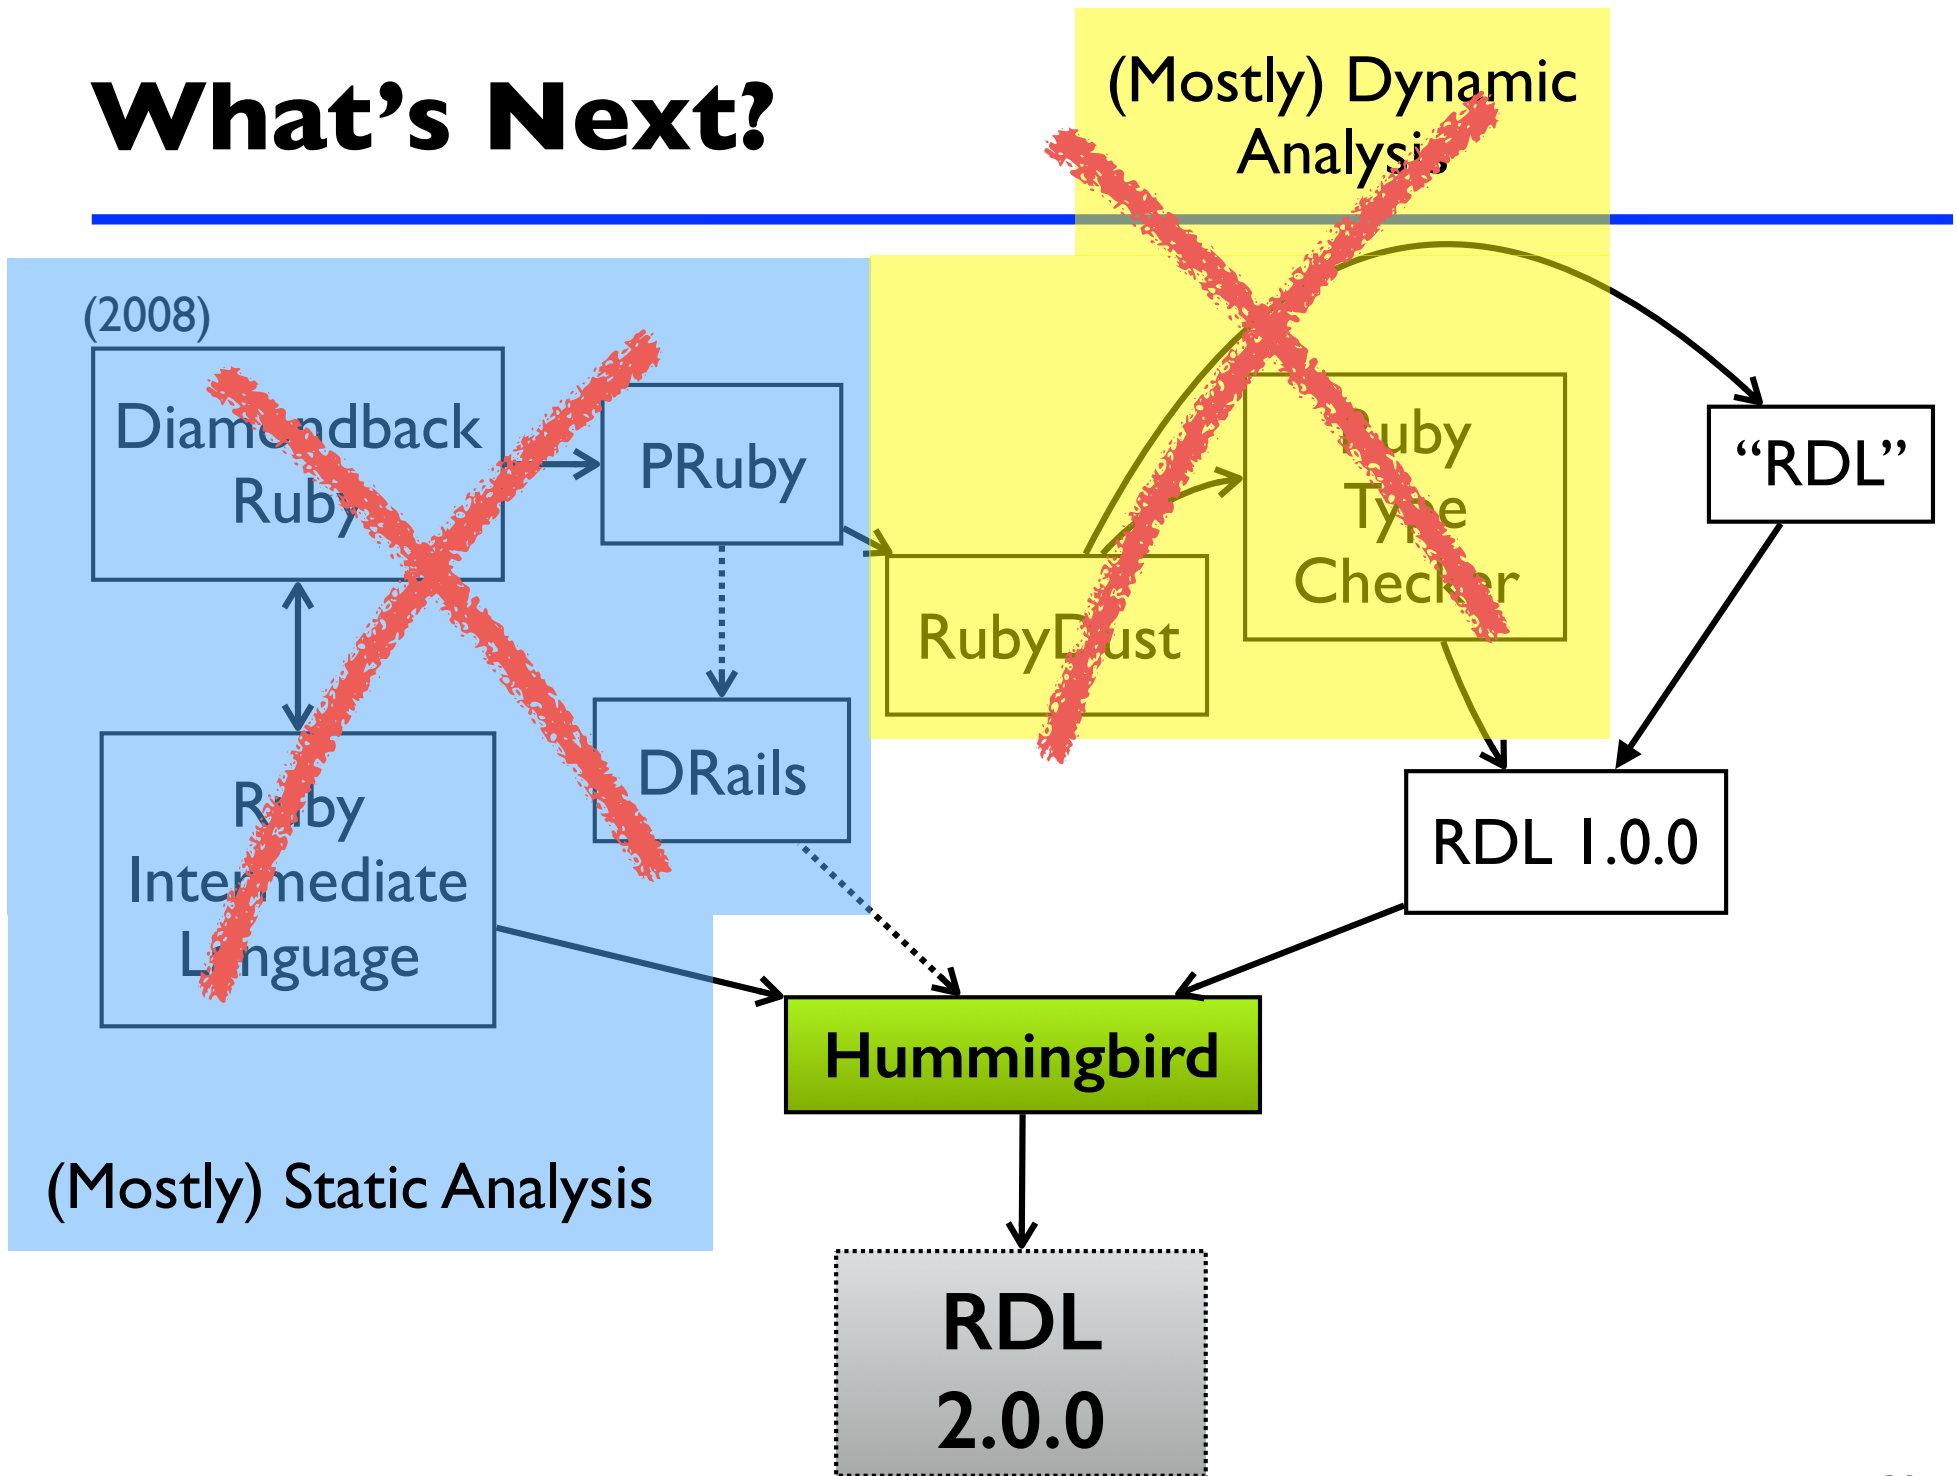 What’s Next?
(Mostly) Dynamic
Analysis
(2008)
Diamondback
Ruby
PRuby
RubyDust
Ruby
Type
Checker
“RDL”
Ruby
Intermediate
Language
DRails
RDL 1.0.0
Hummingbird
(Mostly) Static Analysis
RDL
2.0.0